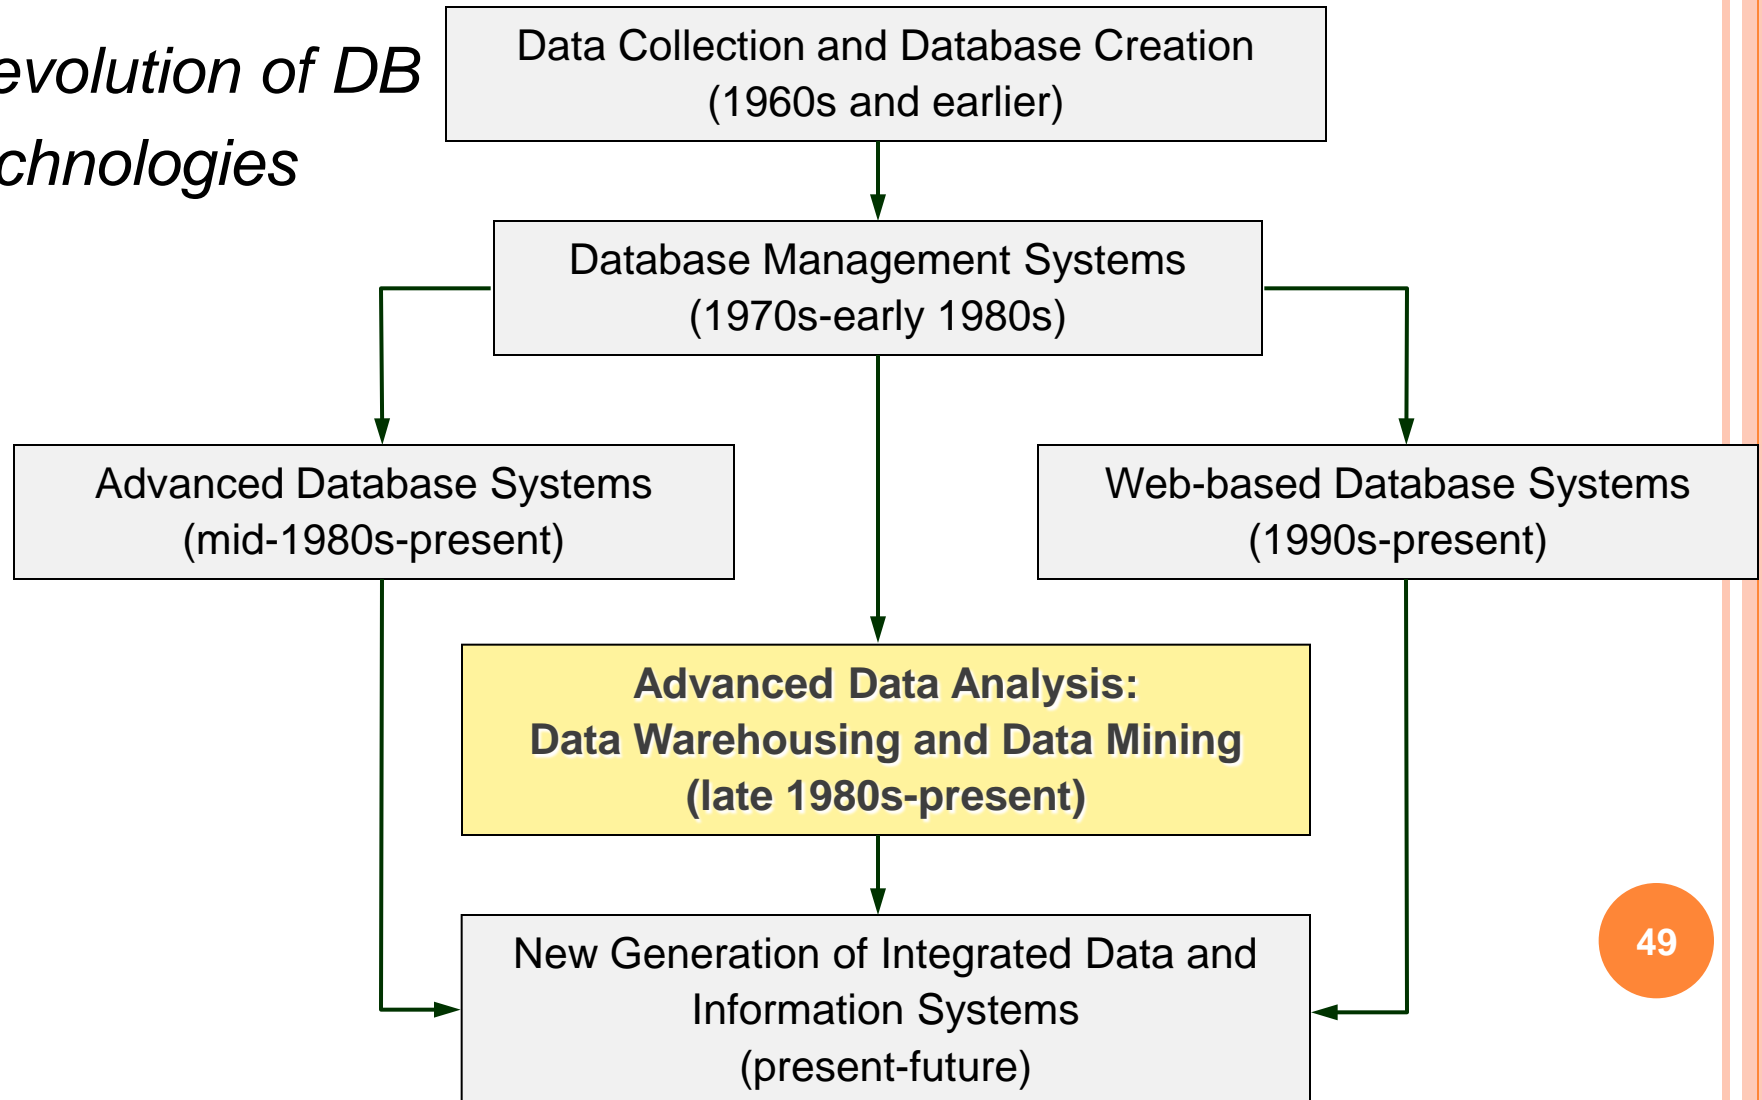 evolution of DB
chnologies
Data Collection and Database Creation
(1960s and earlier)
Database Management Systems
(1970s-early 1980s)
Advanced Database Systems
(mid-1980s-present)
Web-based Database Systems
(1990s-present)
Advanced Data Analysis:
Data Warehousing and Data Mining
(late 1980s-present)
New Generation of Integrated Data and
Information Systems
(present-future)
49